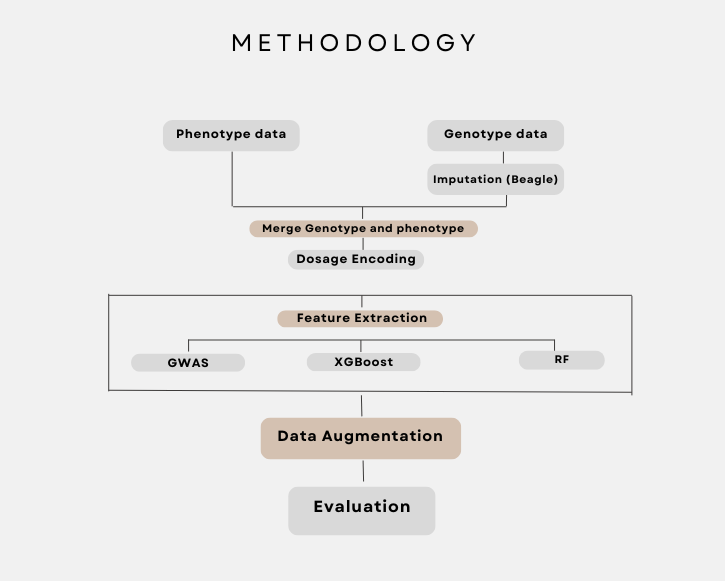 METHODOLOGY
Phenotype data
Genotype data
Imputation (Beagle)
Merge Genotype and phenotype
Dosage Encoding
Feature Extraction
GWAS
XGBoost
RF
Data Augmentation
Evaluation